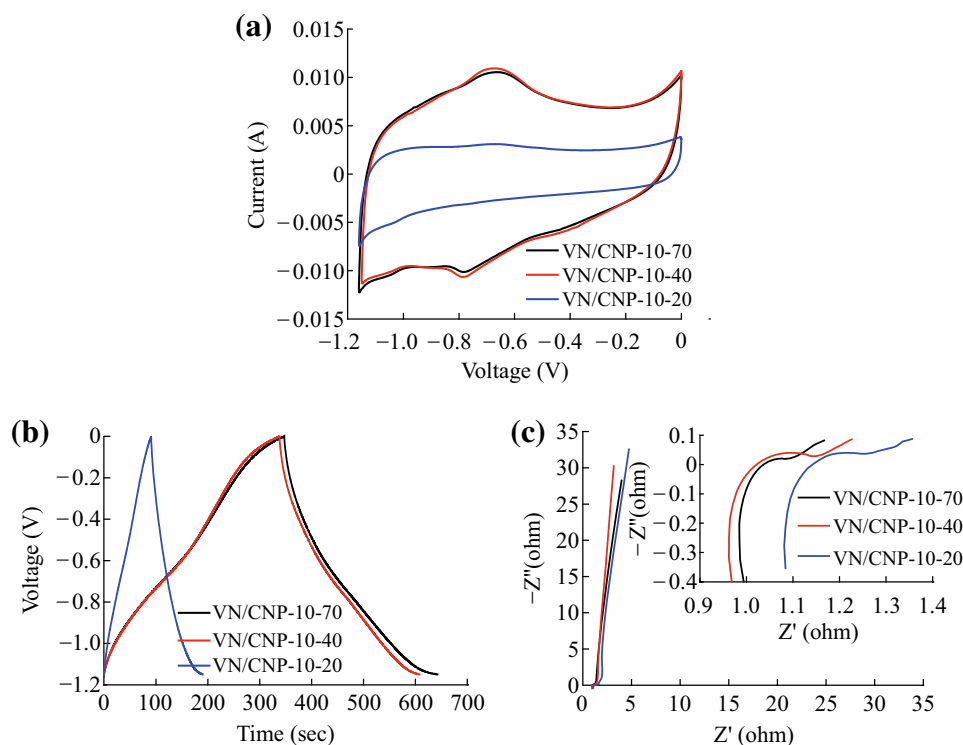 (a)
0.015
0.010
0.005
0
−0.005
−0.010
−0.015
Current (A)
VN/CNP-10-70
VN/CNP-10-40
VN/CNP-10-20
−1.2 −1.0 −0.8 −0.6 −0.4 −0.2 0
Voltage (V)
(b)
0
−0.2
−0.4
−0.6
−0.8
−1.0
−1.2
Voltage (V)
VN/CNP-10-70
VN/CNP-10-40
VN/CNP-10-20
0 100 200 300 400 500 600 700
Time (sec)
(c)
35
30
25
20
15
10
5
0
−Z"(ohm)
0 5 10 15 20 25 30 35
Z' (ohm)
0.1
0
−0.1
−0.2
−0.3
−0.4
−Z"(ohm)
VN/CNP-10-70
VN/CNP-10-40
VN/CNP-10-20
0.9 1.0 1.1 1.2 1.3 1.4
Z' (ohm)